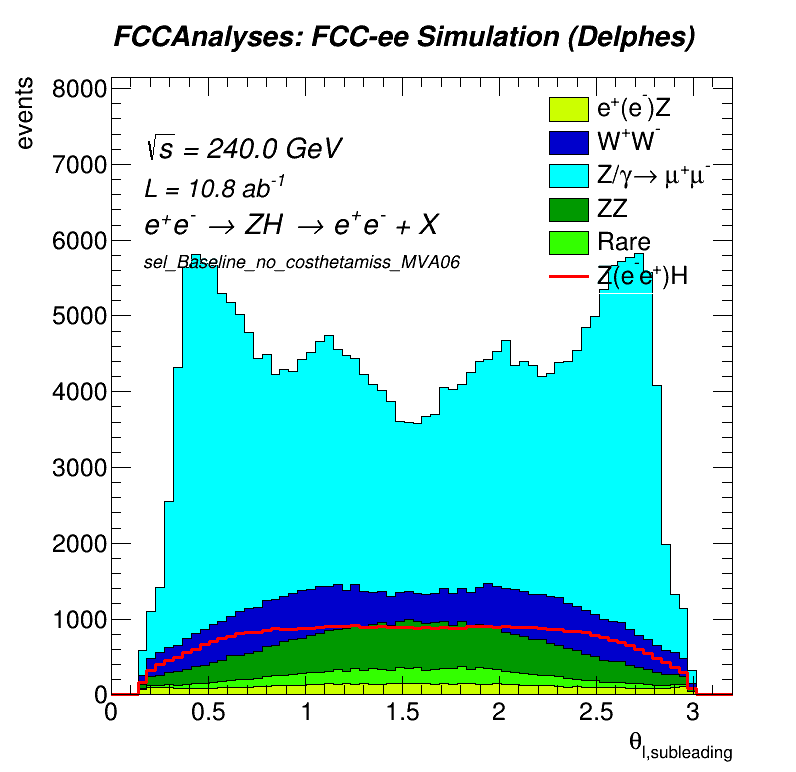 FCCAnalyses: FCC-ee Simulation (Delphes)
events
8000
7000
6000
5000
4000
3000
2000
1000
0
√s = 240.0 GeV
L = 10.8 ab⁻¹
e⁺e⁻ → ZH → e⁺e⁻ + X
sel_Baseline_no_costhetamiss_MVA06
e⁺(e⁻)Z
W⁺W⁻
Z/γ→ μ⁺μ⁻
ZZ
Rare
Z(e⁻e⁺)H
0 0.5 1 1.5 2 2.5 3
θl,subleading